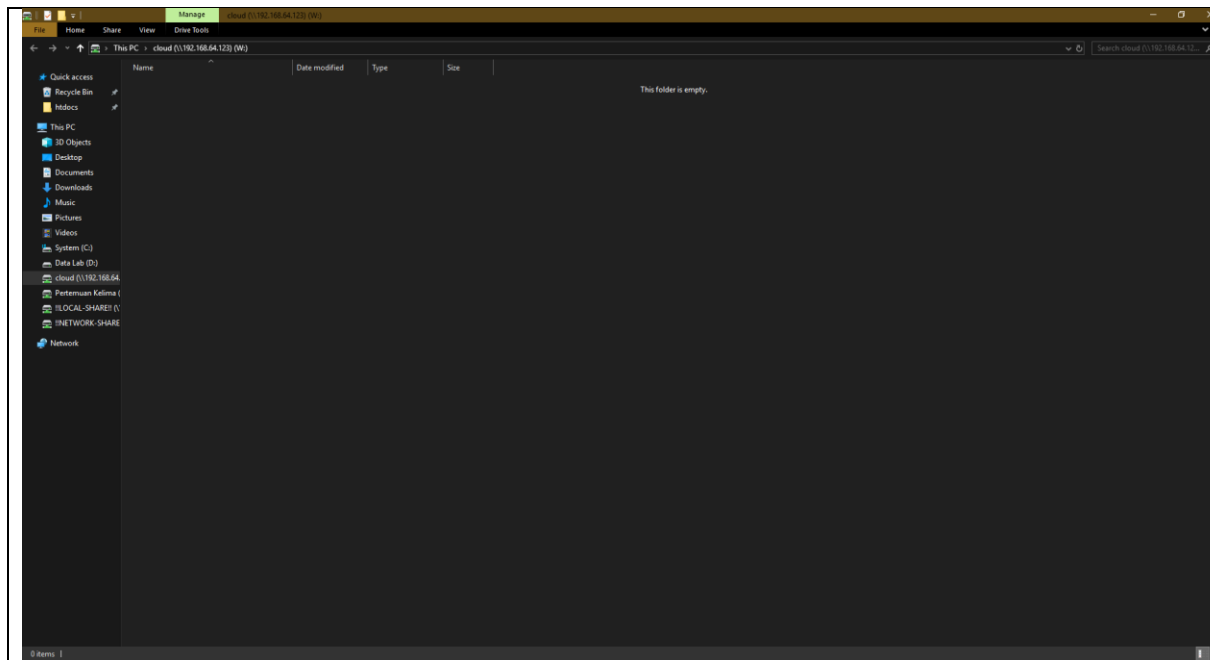 Manage cloud (\\192.168.64.123) (W:)
File Home Share View Drive Tools
This PC › cloud (\\192.168.64.123) (W:)
Search cloud (\\192.168.64.12...
Name Date modified Type Size
This folder is empty.
Quick access
Recycle Bin
htdocs
This PC
3D Objects
Desktop
Documents
Downloads
Music
Pictures
Videos
System (C:)
Data Lab (D:)
cloud (\\192.168.64.
Pertemuan Kelima (
!!LOCAL-SHARE!! (\
!!NETWORK-SHARE
Network
0 items